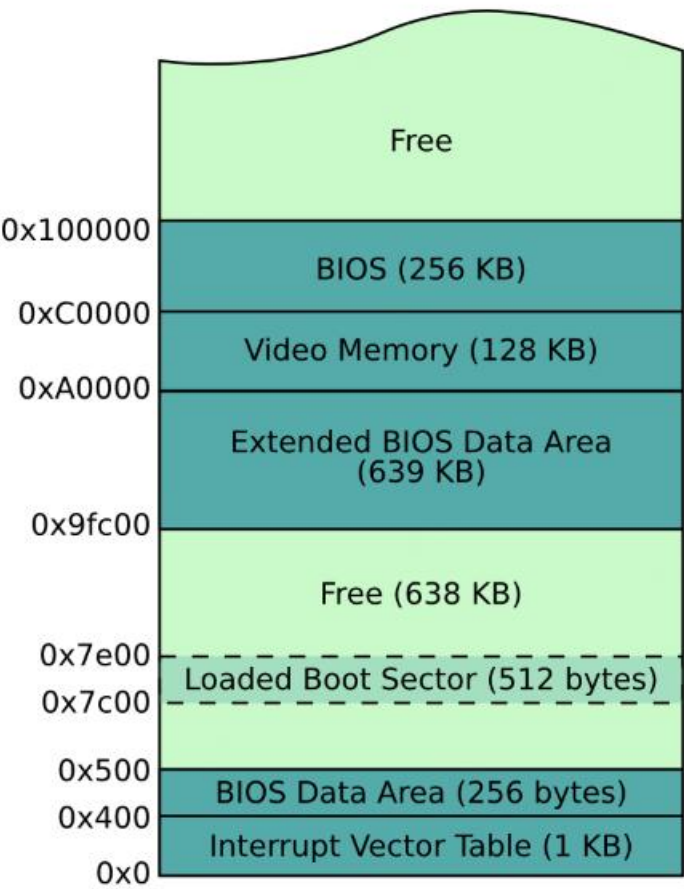 Free
0x100000
BIOS (256 KB)
0xC0000
Video Memory (128 KB)
0xA0000
Extended BIOS Data Area
(639 KB)
0x9fc00
Free (638 KB)
0x7e00
Loaded Boot Sector (512 bytes)
0x7c00
0x500
BIOS Data Area (256 bytes)
0x400
Interrupt Vector Table (1 KB)
0x0